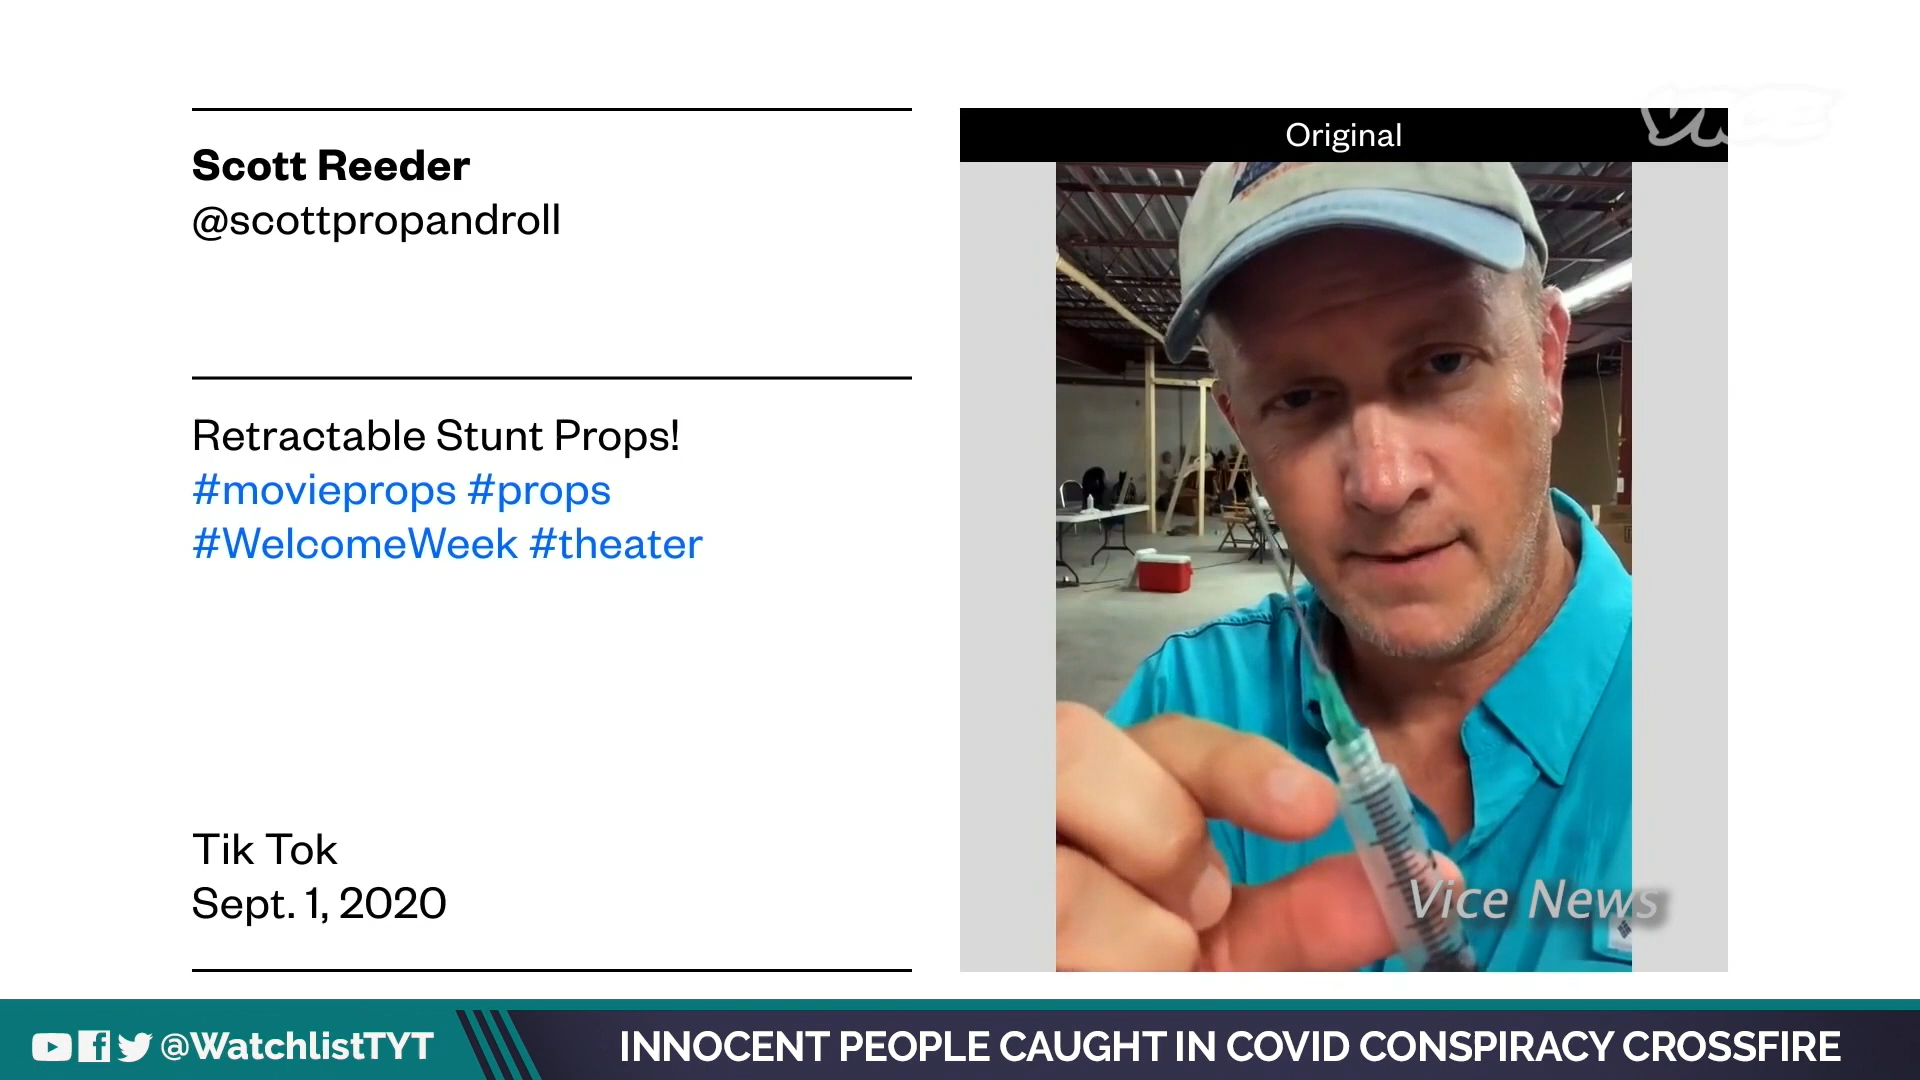 Scott Reeder
@scottpropandroll
Retractable Stunt Props!
#movieprops #props
#WelcomeWeek #theater
Tik Tok
Sept. 1, 2020
Original
VICE
Vice News
@WatchlistTYT
INNOCENT PEOPLE CAUGHT IN COVID CONSPIRACY CROSSFIRE